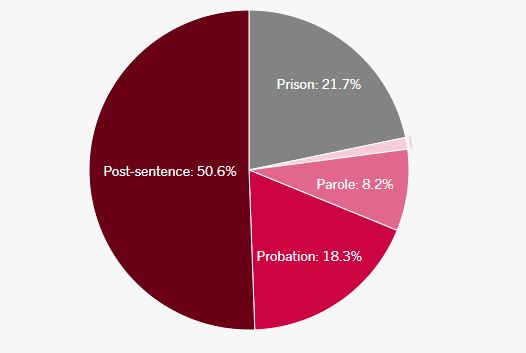 Prison: 21.7%
Post-sentence: 50.6%
Parole: 8.2%
Probation: 18.3%